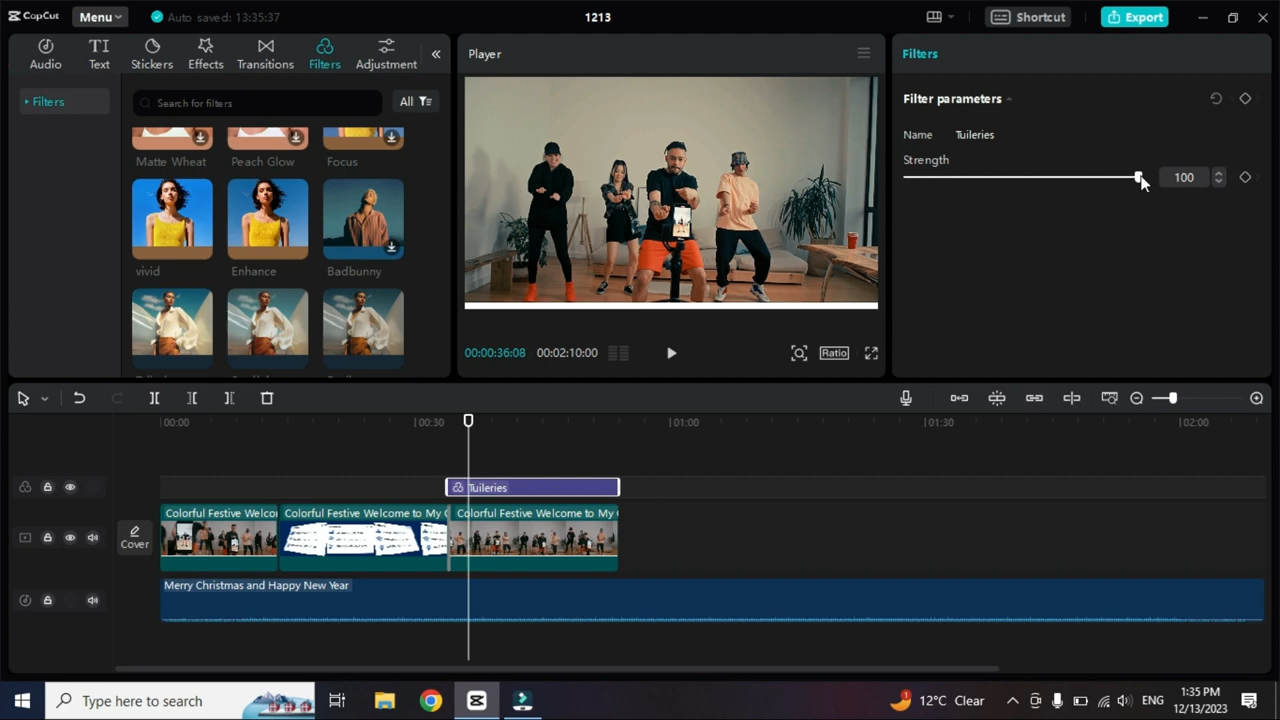 CapCut
Menu
Auto saved: 13:35:37
1213
Shortcut
Export
Audio
Text
Stickers
Effects
Transitions
Filters
Adjustment
Player
Filters
Filters
Search for filters
All
Matte Wheat
Peach Glow
Focus
vivid
Enhance
Badbunny
Filter parameters
Name
Tuileries
Strength
100
00:00:36:08
00:02:10:00
Ratio
00:00
00:30
01:00
01:30
02:00
Tuileries
Cover
Colorful Festive Welcor
Colorful Festive Welcome to My
Colorful Festive Welcome to My
Merry Christmas and Happy New Year
Type here to search
1
12°C Clear
ENG
1:35 PM
12/13/2023